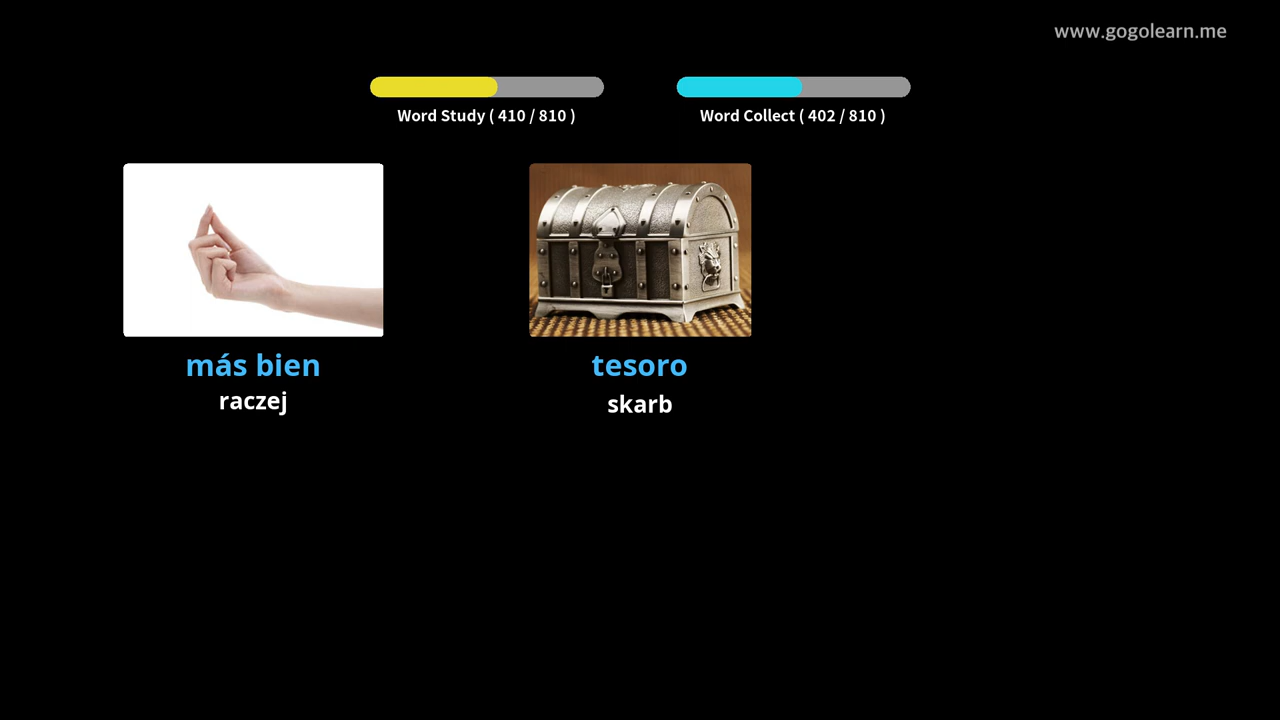 www.gogolearn.me
Word Study ( 410 / 810 )
Word Collect ( 402 / 810 )
más bien
raczej
tesoro
skarb